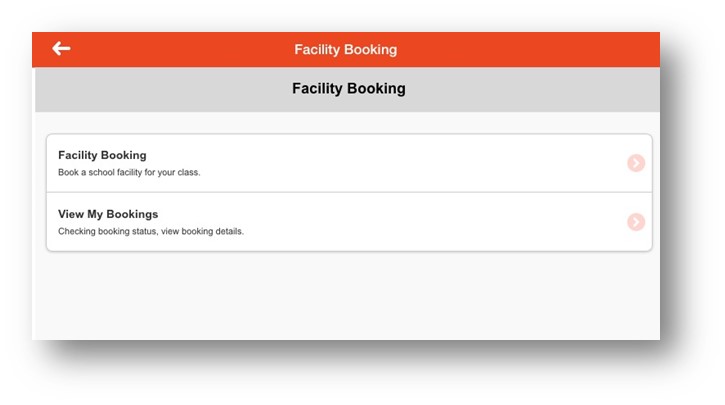 Facility Booking
Facility Booking
Facility Booking
Book a school facility for your class.
View My Bookings
Checking booking status, view booking details.